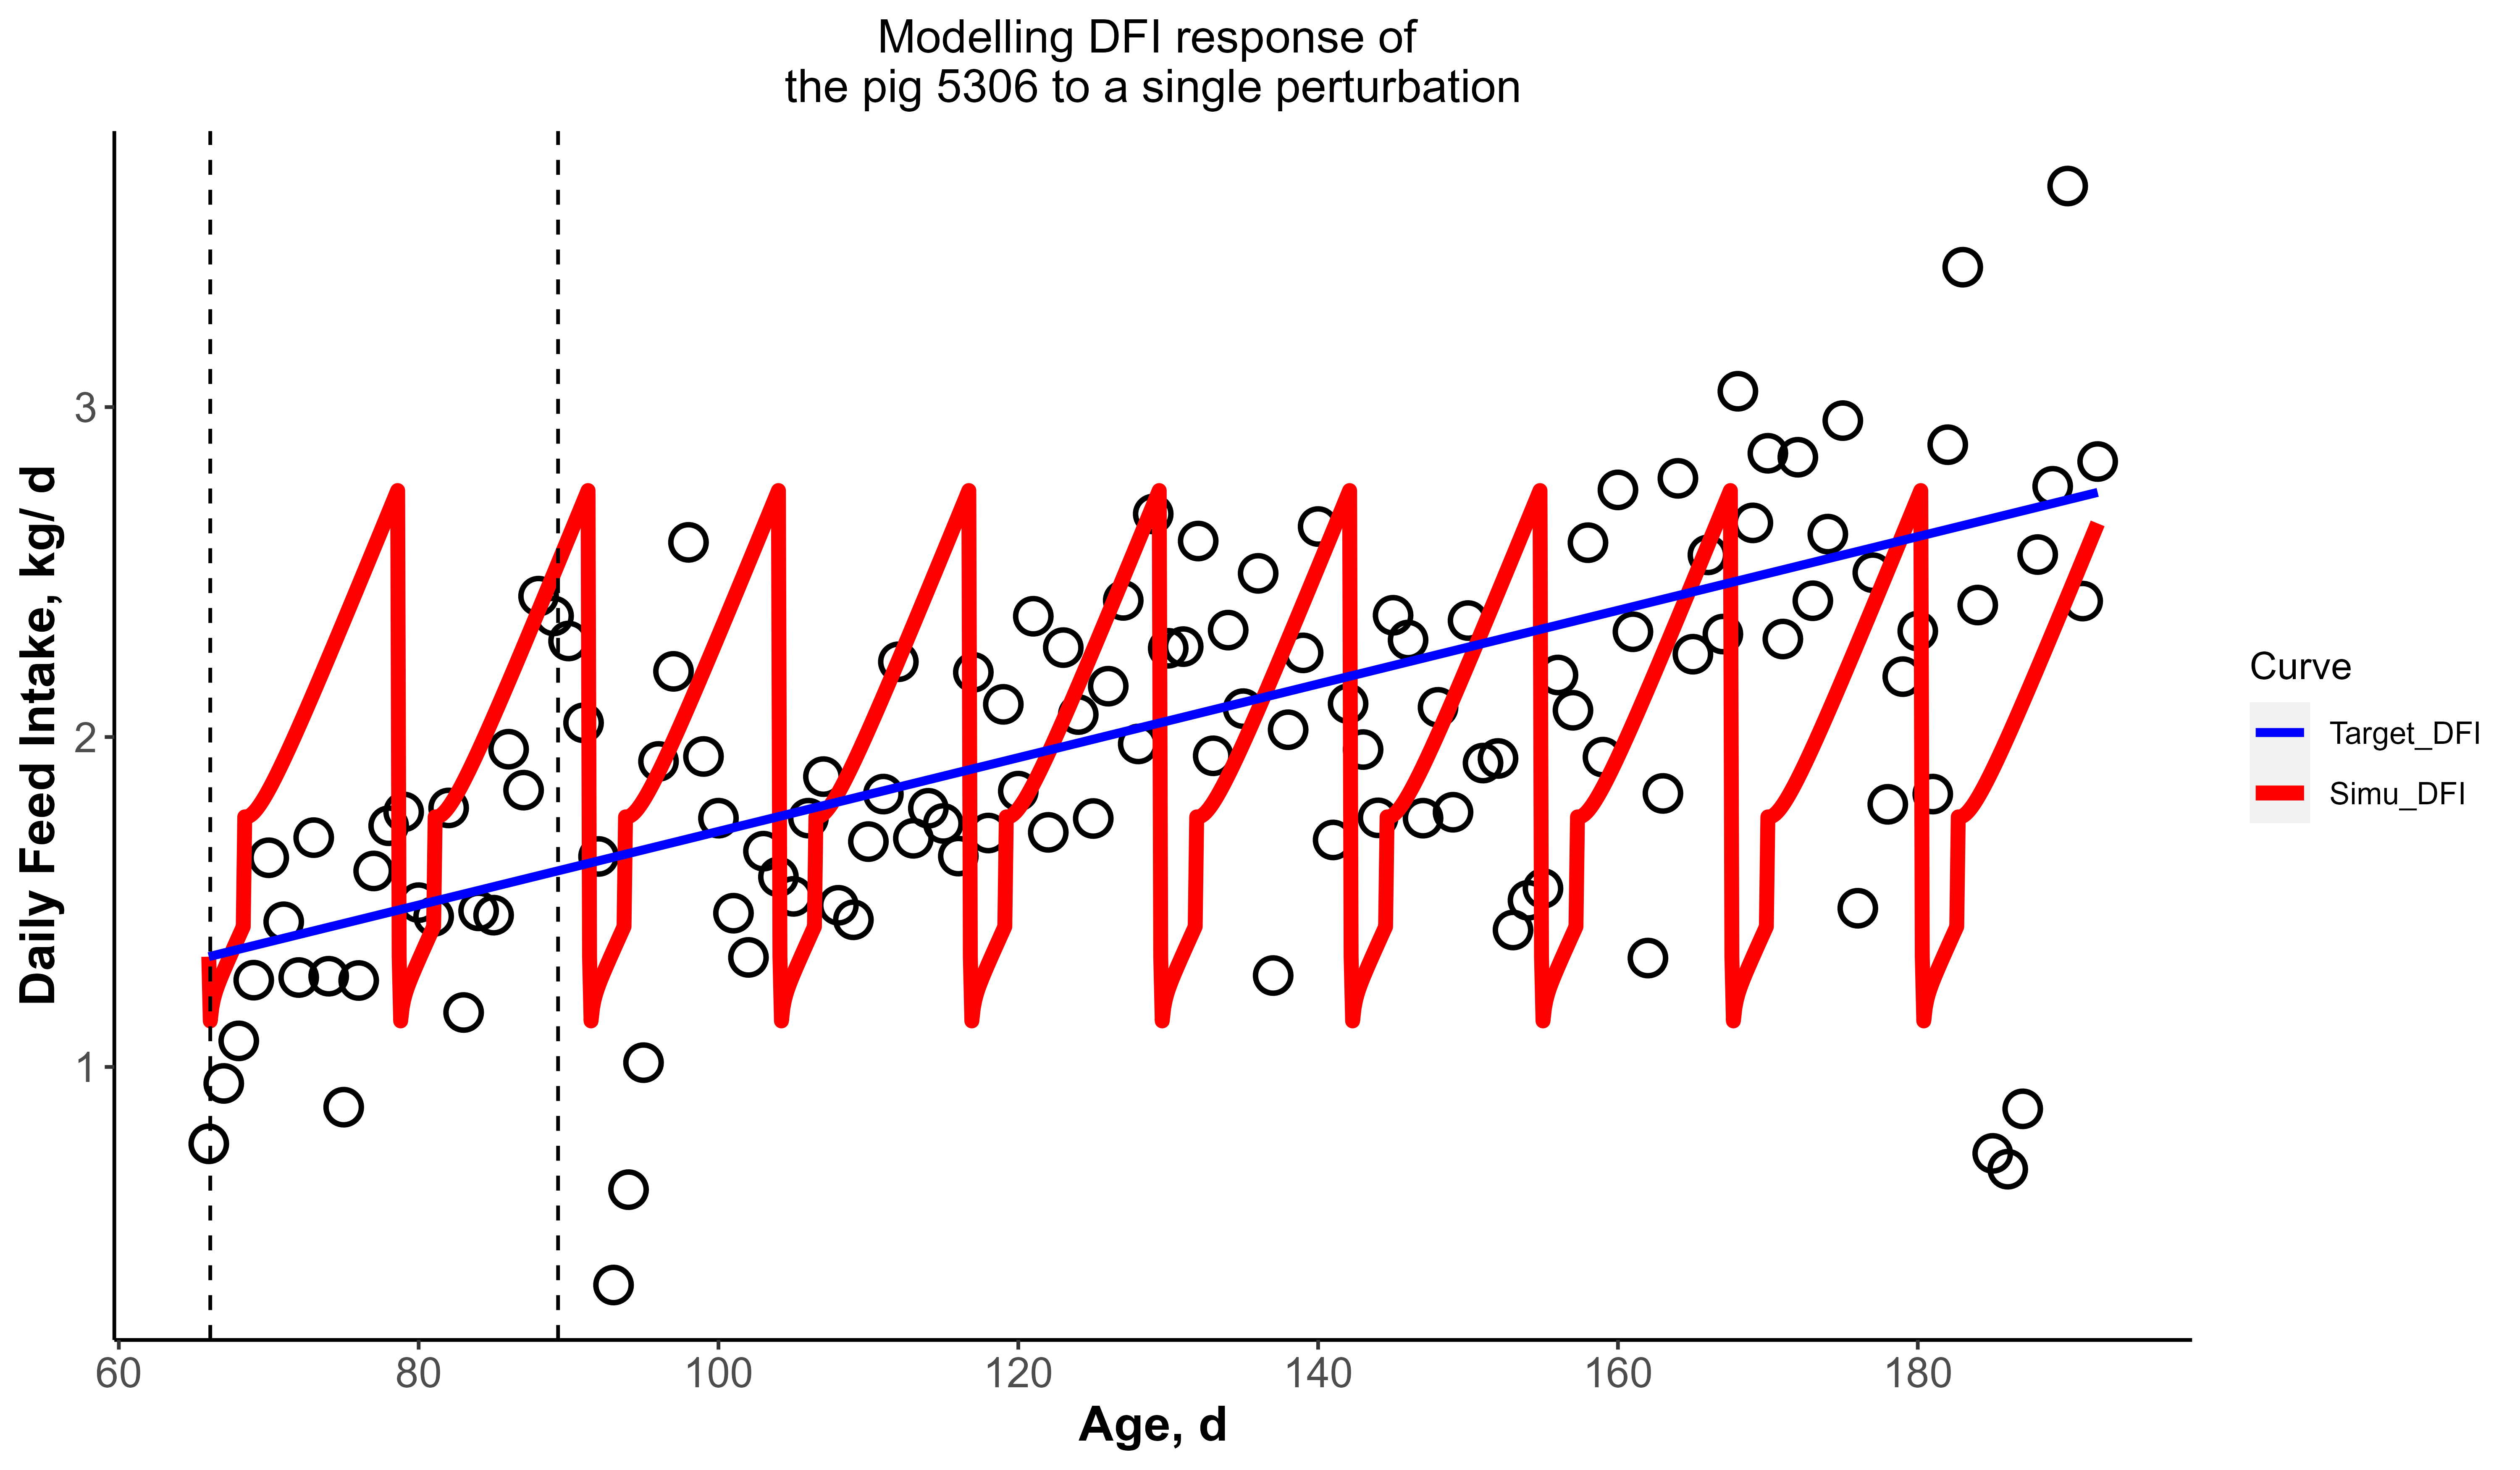 Modelling DFI response of
the pig 5306 to a single perturbation
Daily Feed Intake, kg/ d
3
2
1
60 80 100 120 140 160 180
Age, d
Curve
Target_DFI
Simu_DFI